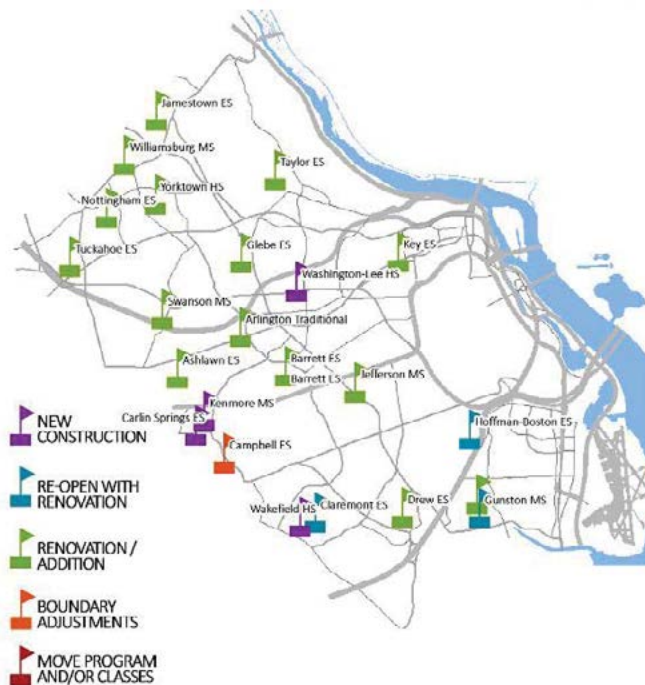 Jamestown ES
Williamsburg MS
Taylor ES
Yorktown HS
Nottingham ES
Tuckahoe ES
Glebe ES
Key ES
Washington-Lee HS
Swanson MS
Arlington Traditional
Ashlawn ES
Barrett ES
Barrett ES
Jefferson MS
Kenmore MS
Carlin Springs ES
Hoffman-Boston ES
Campbell ES
Wakefield HS
Claremont ES
Drew ES
Gunston MS
NEW
CONSTRUCTION
RE-OPEN WITH
RENOVATION
RENOVATION /
ADDITION
BOUNDARY
ADJUSTMENTS
MOVE PROGRAM
AND/OR CLASSES